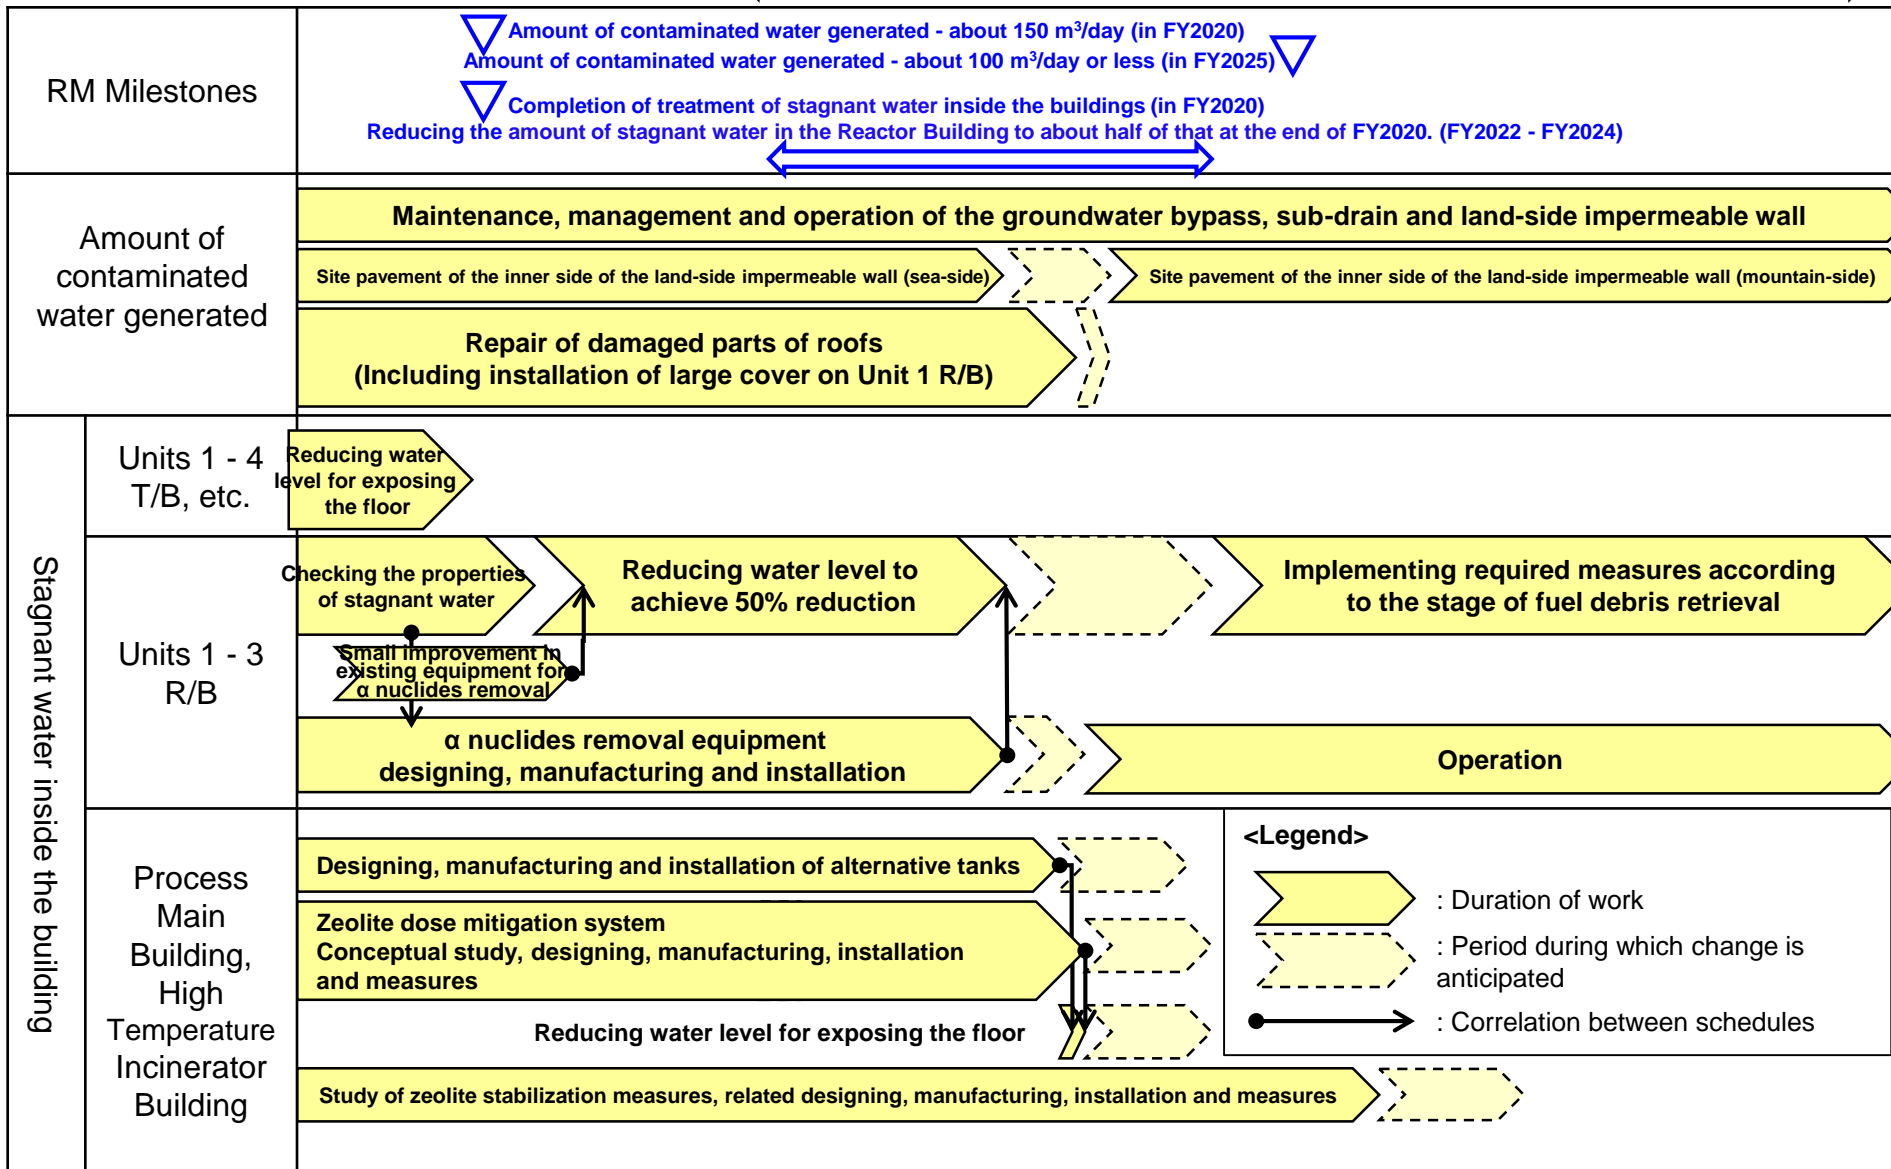 RM Milestones
Amount of contaminated water generated - about 150 m³/day (in FY2020)
Amount of contaminated water generated - about 100 m³/day or less (in FY2025)
Completion of treatment of stagnant water inside the buildings (in FY2020)
Reducing the amount of stagnant water in the Reactor Building to about half of that at the end of FY2020. (FY2022 - FY2024)
Amount of
contaminated
water generated
Maintenance, management and operation of the groundwater bypass, sub-drain and land-side impermeable wall
Site pavement of the inner side of the land-side impermeable wall (sea-side)
Site pavement of the inner side of the land-side impermeable wall (mountain-side)
Repair of damaged parts of roofs
(Including installation of large cover on Unit 1 R/B)
Stagnant water inside the building
Units 1 - 4
T/B, etc.
Reducing water
level for exposing
the floor
Units 1 - 3
R/B
Checking the properties
of stagnant water
Reducing water level to
achieve 50% reduction
Implementing required measures according
to the stage of fuel debris retrieval
Small improvement in
existing equipment for
α nuclides removal
α nuclides removal equipment
designing, manufacturing and installation
Operation
Process
Main
Building,
High
Temperature
Incinerator
Building
Designing, manufacturing and installation of alternative tanks
Zeolite dose mitigation system
Conceptual study, designing, manufacturing, installation
and measures
Reducing water level for exposing the floor
Study of zeolite stabilization measures, related designing, manufacturing, installation and measures
<Legend>
: Duration of work
: Period during which change is
anticipated
: Correlation between schedules